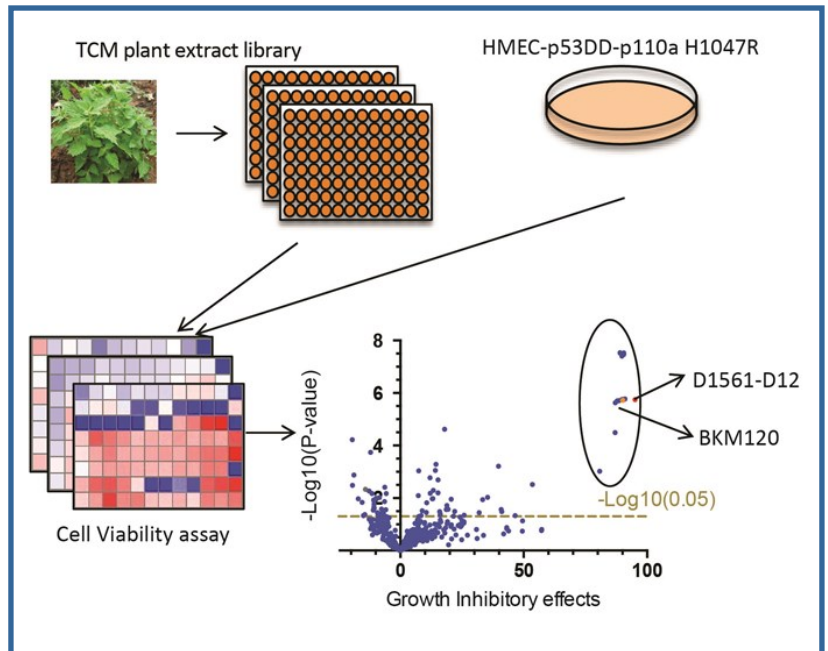 TCM plant extract library
HMEC-p53DD-p110a H1047R
Cell Viability assay
-Log10(P-value)
8
6
4
2
0
50
100
Growth Inhibitory effects
-Log10(0.05)
D1561-D12
BKM120